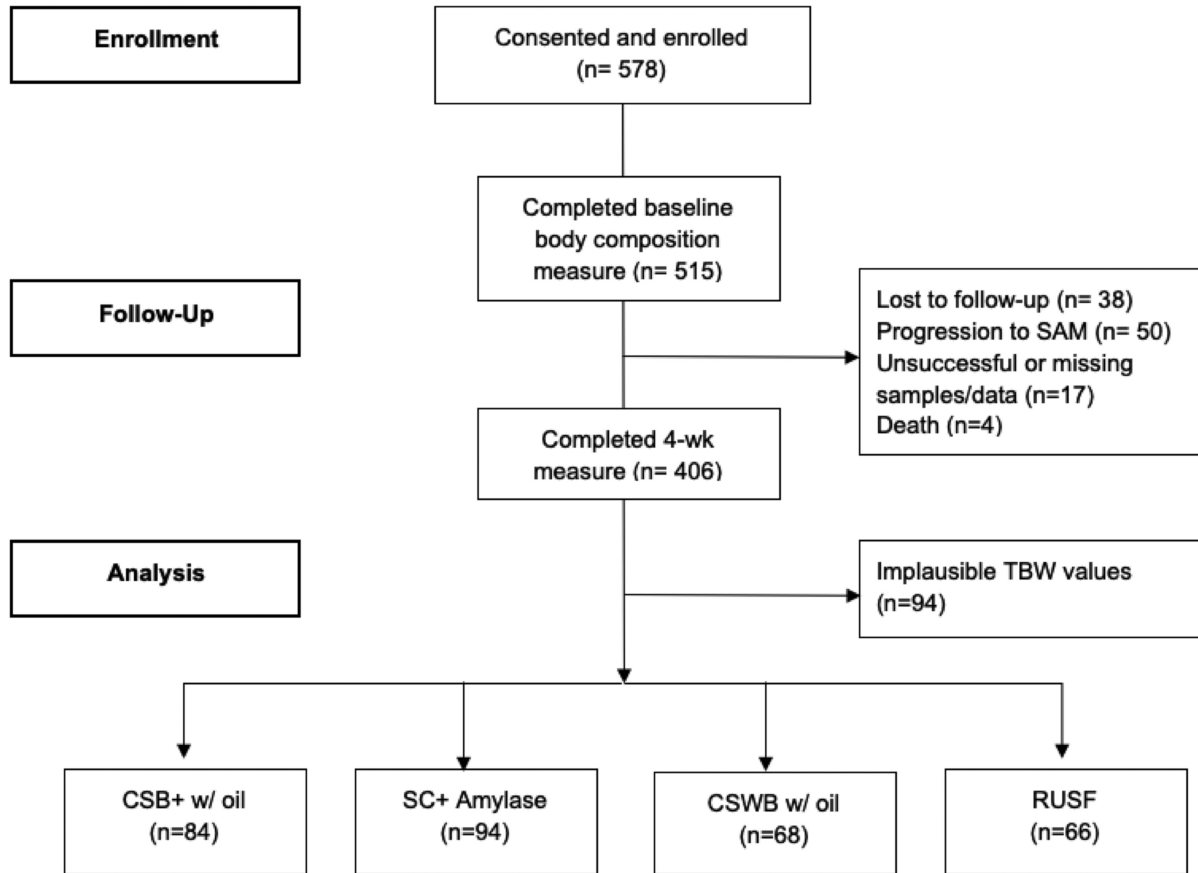 Enrollment
Consented and enrolled
(n= 578)
Completed baseline
body composition
measure (n= 515)
Follow-Up
Lost to follow-up (n= 38)
Progression to SAM (n= 50)
Unsuccessful or missing
samples/data (n=17)
Death (n=4)
Completed 4-wk
measure (n= 406)
Analysis
Implausible TBW values
(n=94)
CSB+ w/ oil
(n=84)
SC+ Amylase
(n=94)
CSWB w/ oil
(n=68)
RUSF
(n=66)